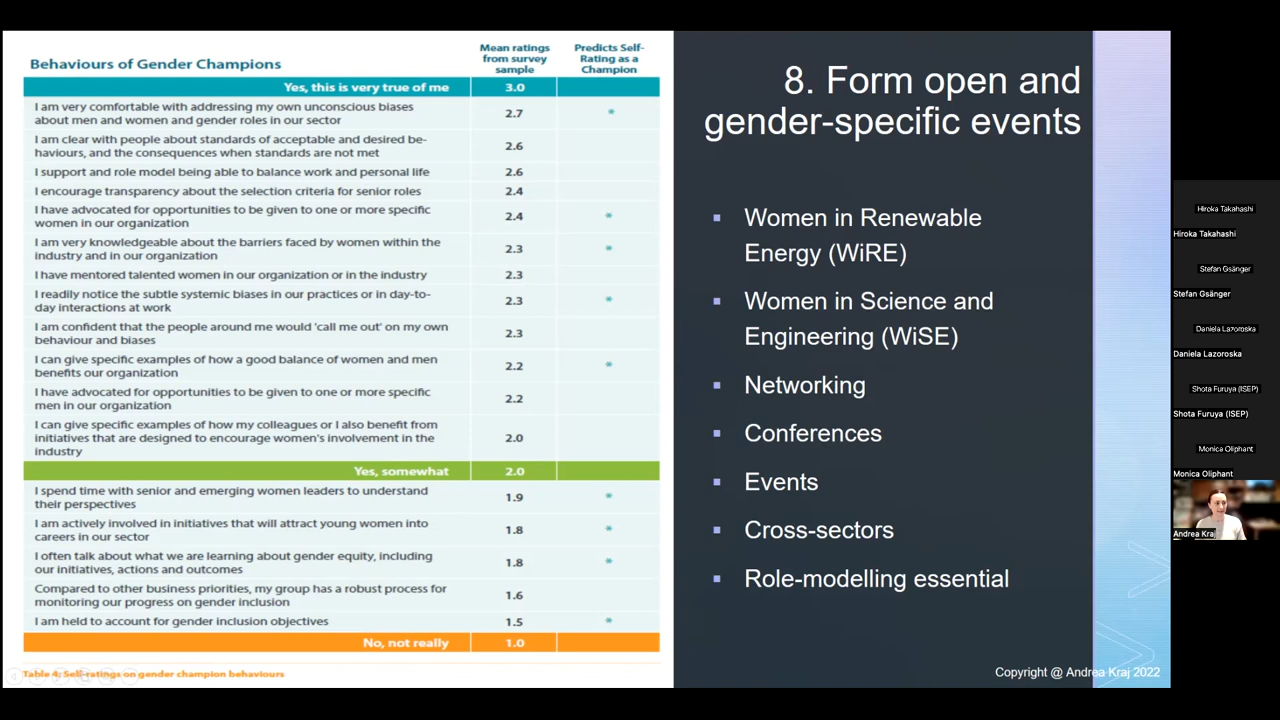 Behaviours of Gender Champions
Mean ratings
from survey
sample
Predicts Self-
Rating as a
Champion
Yes, this is very true of me 3.0
I am very comfortable with addressing my own unconscious biases
about men and women and gender roles in our sector
2.7 *
I am clear with people about standards of acceptable and desired be-
haviours, and the consequences when standards are not met
2.6
I support and role model being able to balance work and personal life 2.6
I encourage transparency about the selection criteria for senior roles 2.4
I have advocated for opportunities to be given to one or more specific
women in our organization
2.4 *
I am very knowledgeable about the barriers faced by women within the
industry and in our organization
2.3 *
I have mentored talented women in our organization or in the industry 2.3
I readily notice the subtle systemic biases in our practices or in day-to-
day interactions at work
2.3 *
I am confident that the people around me would 'call me out' on my own
behaviour and biases
2.3
I can give specific examples of how a good balance of women and men
benefits our organization
2.2 *
I have advocated for opportunities to be given to one or more specific
men in our organization
2.2
I can give specific examples of how my colleagues or I also benefit from
initiatives that are designed to encourage women's involvement in the
industry
2.0
Yes, somewhat 2.0
I spend time with senior and emerging women leaders to understand
their perspectives
1.9 *
I am actively involved in initiatives that will attract young women into
careers in our sector
1.8 *
I often talk about what we are learning about gender equity, including
our initiatives, actions and outcomes
1.8 *
Compared to other business priorities, my group has a robust process for
monitoring our progress on gender inclusion
1.6
I am held to account for gender inclusion objectives 1.5 *
No, not really 1.0
Table 4: Self-ratings on gender champion behaviours
8. Form open and
gender-specific events
▪ Women in Renewable
Energy (WiRE)
▪ Women in Science and
Engineering (WiSE)
▪ Networking
▪ Conferences
▪ Events
▪ Cross-sectors
▪ Role-modelling essential
Copyright @ Andrea Kraj 2022
Hiroka Takahashi
Hiroka Takahashi
Stefan Gsänger
Stefan Gsänger
Daniela Lazoroska
Daniela Lazoroska
Shota Furuya (ISEP)
Shota Furuya (ISEP)
Monica Oliphant
Monica Oliphant
Andrea Kraj